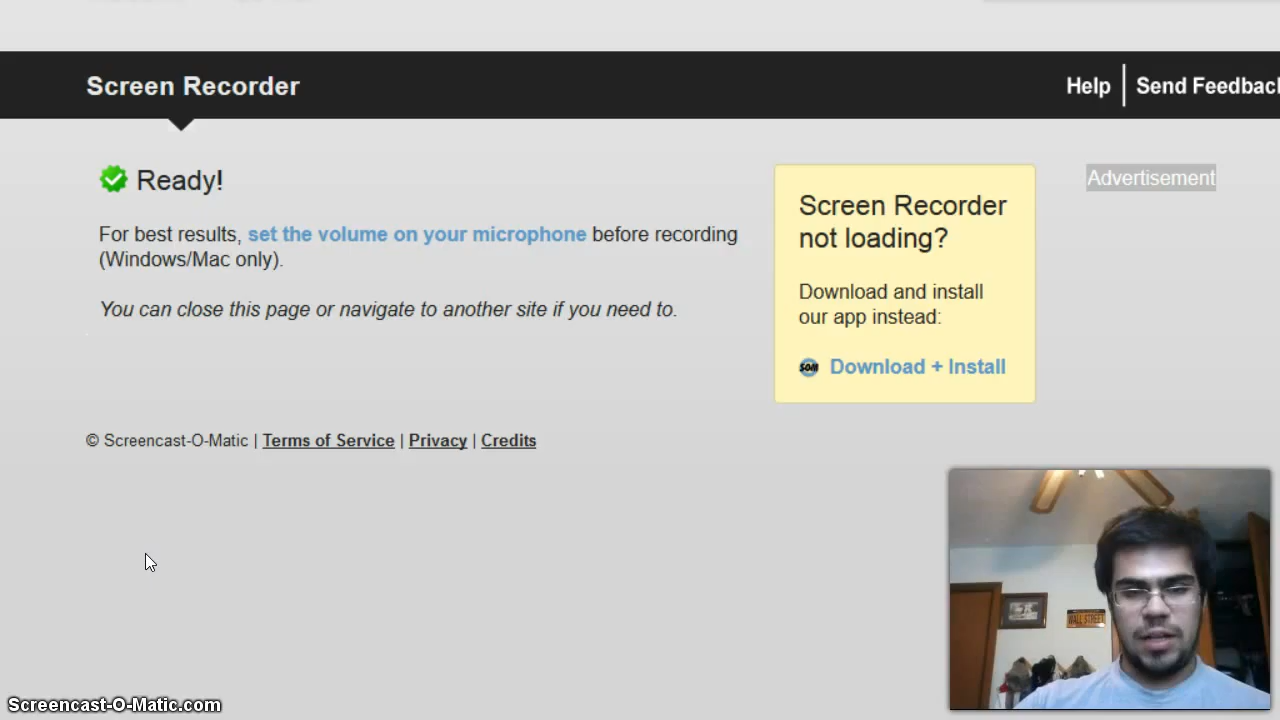 Screen Recorder
Help
Send Feedbac
Ready!
For best results, set the volume on your microphone before recording
(Windows/Mac only).
You can close this page or navigate to another site if you need to.
Screen Recorder
not loading?
Download and install
our app instead:
SOM Download + Install
Advertisement
© Screencast-O-Matic | Terms of Service | Privacy | Credits
WALL STREET
Screencast-O-Matic.com